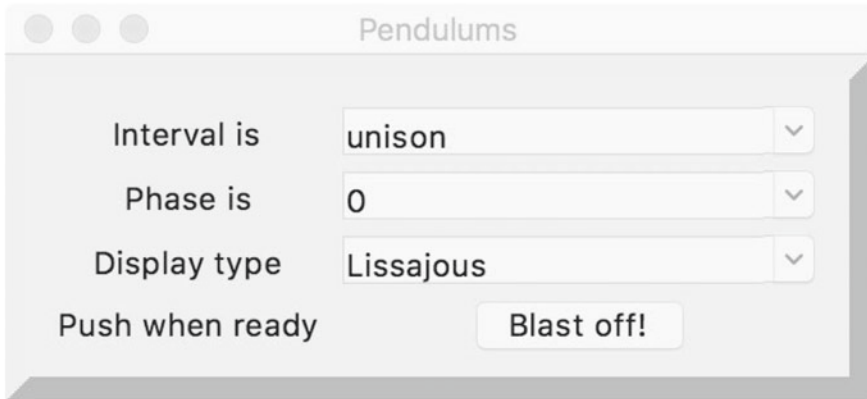 Pendulums
Interval is unison
Phase is 0
Display type Lissajous
Push when ready Blast off!